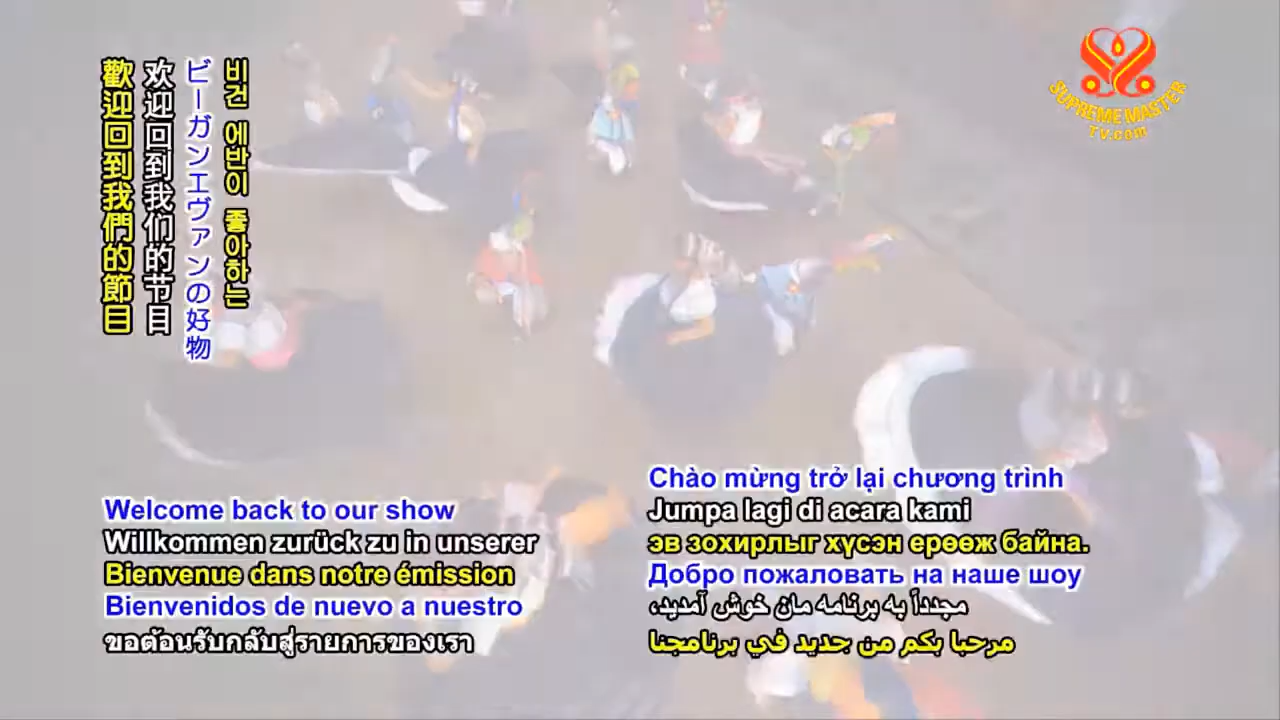 歡迎回到我們的節目
欢迎回到我们的节目
ビーガンエヴァンの好物
비건 에반이 좋아하는
SUPREME MASTER
TV.com
Welcome back to our show
Willkommen zurück zu in unserer
Bienvenue dans notre émission
Bienvenidos de nuevo a nuestro
ขอต้อนรับกลับสู่รายการของเรา
Chào mừng trở lại chương trình
Jumpa lagi di acara kami
эв зохирлыг хүсэн ерөөж байна.
Добро пожаловать на наше шоу
مجدداً به برنامه مان خوش آمدید،
مرحبا بكم من جديد في برنامجنا